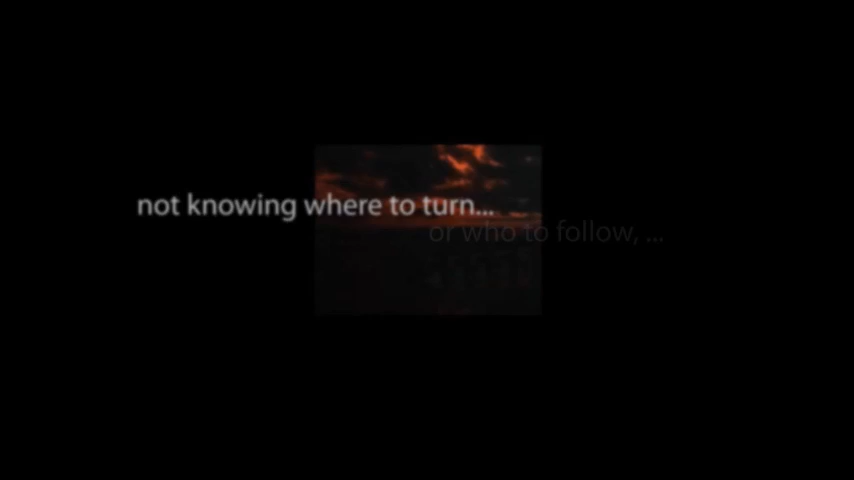 not knowing where to turn...
or who to follow, ...